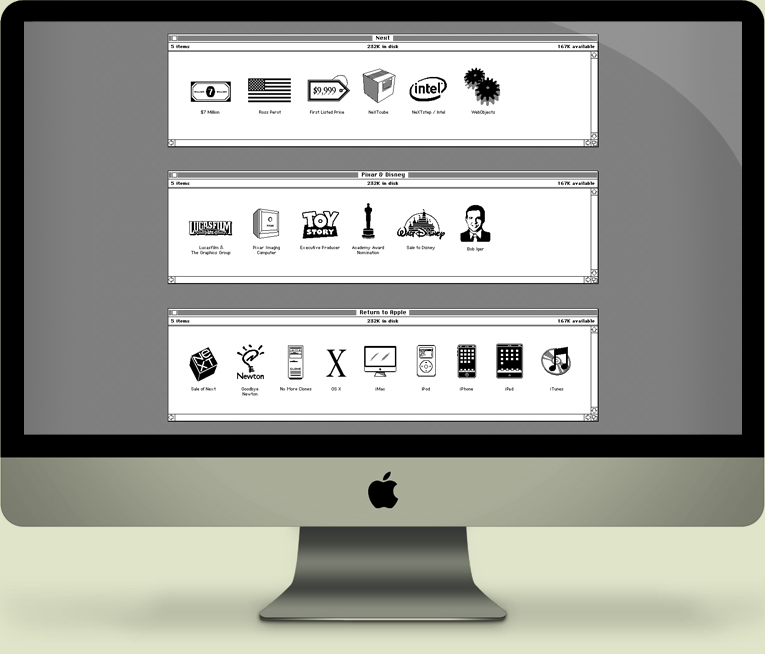 Next
5 items 232K in disk 167K available
7
$9,999
intel
$7 Million
Ross Perot
First Listed Price
NeXTcube
NeXTstep / Intel
WebObjects
Pixar & Disney
5 items 232K in disk 167K available
LUCASFILM
TOY
STORY
WALT DISNEY
Lucasfilm &
The Graphics Group
Pixar Imaging
Computer
Executive Producer
Academy Award
Nomination
Sale to Disney
Bob Iger
Return to Apple
5 items 232K in disk 167K available
NeXT
Newton
CLONE
X
Sale of Next
Goodbye
Newton
No More Clones
OS X
iMac
iPod
iPhone
iPad
iTunes